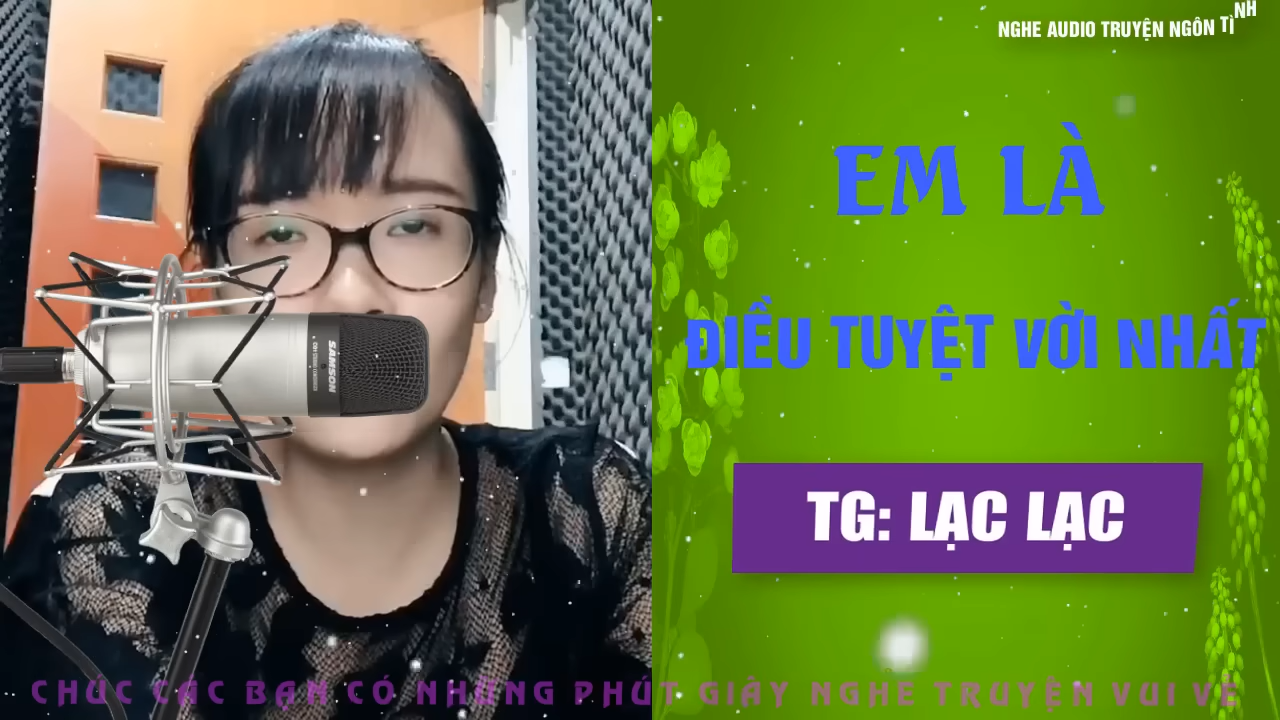 NGHE AUDIO TRUYỆN NGÔN TÌNH
EM LÀ
ĐIỀU TUYỆT VỜI NHẤT
TG: LẠC LẠC
SAMSON
CHÚC CÁC BẠN CÓ NHỮNG PHÚT GIÂY NGHE TRUYỆN VUI VẺ